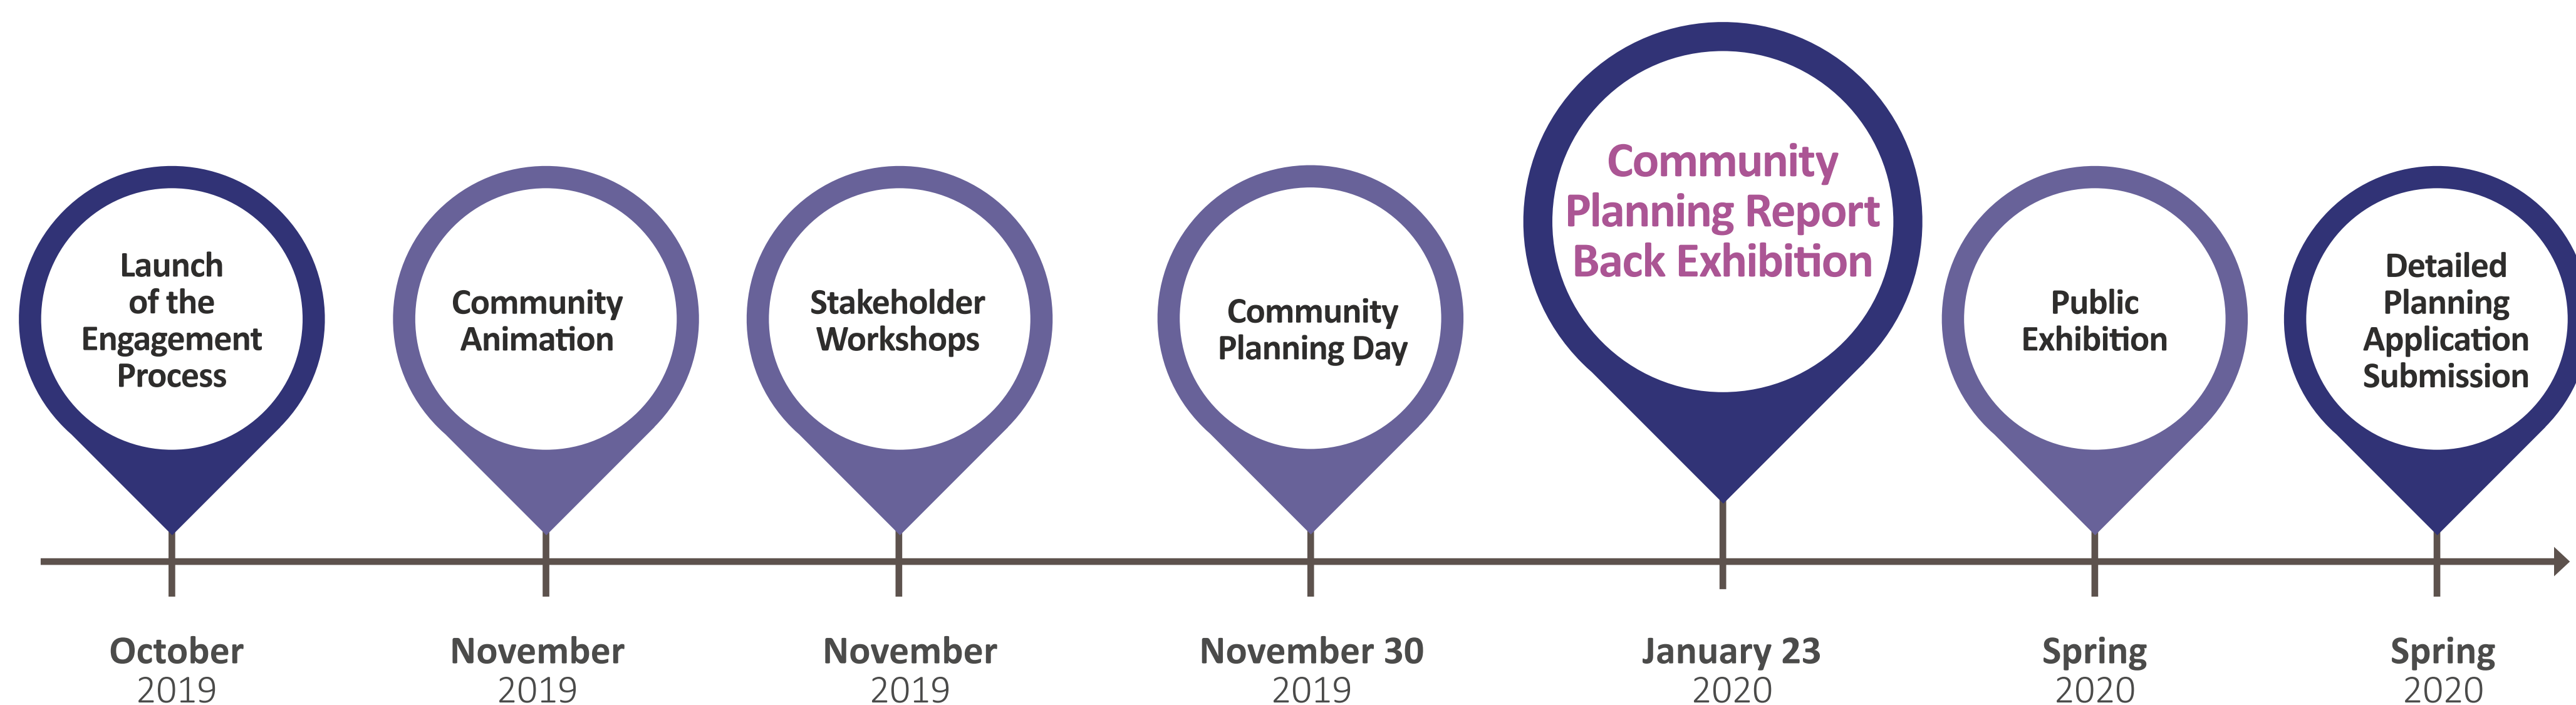 Launch
of the
Engagement
Process
Community
Animation
Stakeholder
Workshops
Community
Planning Day
Community
Planning Report
Back Exhibition
Public
Exhibition
Detailed
Planning
Application
Submission
October
2019
November
2019
November
2019
November 30
2019
January 23
2020
Spring
2020
Spring
2020